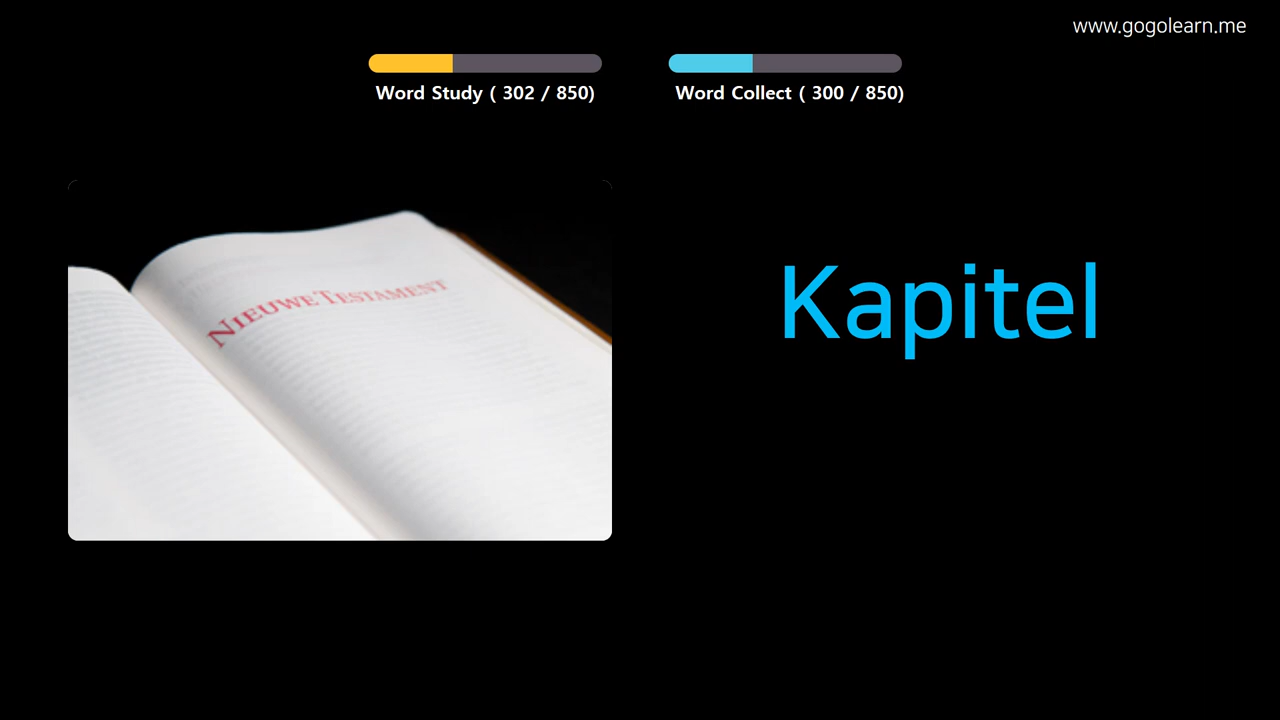 www.gogolearn.me
Word Study ( 302 / 850)
Word Collect ( 300 / 850)
NIEUWE TESTAMENT
Kapitel